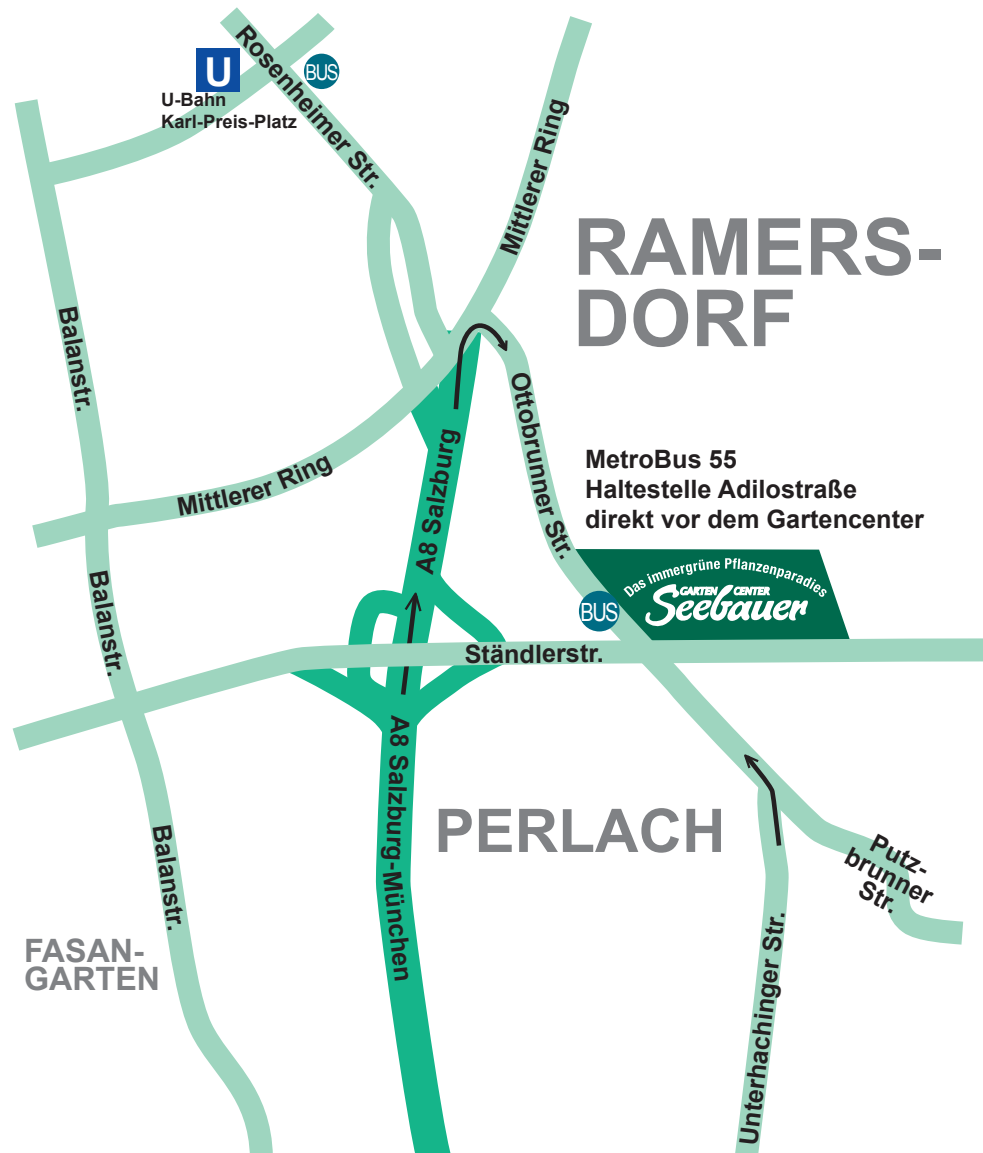 Rosenheimer Str.
U
BUS
U-Bahn
Karl-Preis-Platz
Mittlerer Ring
RAMERS-
DORF
Balanstr.
Ottobrunner Str.
A8 Salzburg
Mittlerer Ring
MetroBus 55
Haltestelle Adilostraße
direkt vor dem Gartencenter
Das immergrüne Pflanzenparadies
GARTEN CENTER
Seebauer
BUS
Balanstr.
Ständlerstr.
A8 Salzburg-München
PERLACH
Balanstr.
Putz-
brunner
Str.
FASAN-
GARTEN
Unterhachinger Str.